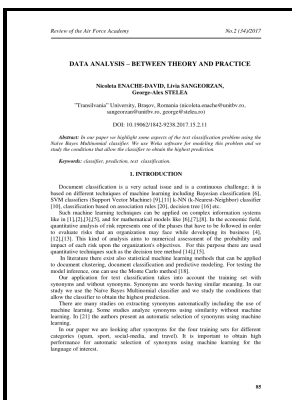 Review of the Air Force Academy No.2 (34)/2017
DATA ANALYSIS – BETWEEN THEORY AND PRACTICE
Nicoleta ENACHE-DAVID, Livia SANGEORZAN,
George-Alex STELEA
"Transilvania" University, Braşov, Romania (nicoleta.enache@unitbv.ro,
sangeorzan@unitbv.ro, george@stelea.ro)
DOI: 10.19062/1842-9238.2017.15.2.11
Abstract: In our paper we highlight some aspects of the text classification problem using the
Naïve Bayes Multinomial classifier. We use Weka software for modeling this problem and we
study the conditions that allow the classifier to obtain the highest prediction.
Keywords: classifier, prediction, text classification.
1. INTRODUCTION
Document classification is a very actual issue and is a continuous challenge; it is
based on different techniques of machine learning including Bayesian classification [6],
SVM classifiers (Support Vector Machine) [9],[11] k-NN (k-Nearest-Neighbor) classifier
[10], classification based on association rules [20], decision tree [16] etc.
Such machine learning techniques can be applied on complex information systems
like in [1],[2],[3],[5], and for mathematical models like [6],[7],[8]. In the economic field,
quantitative analysis of risk represents one of the phases that have to be followed in order
to evaluate risks that an organization may face while developing its business [4],
[12],[13]. This kind of analysis aims to numerical assessment of the probability and
impact of each risk upon the organization's objectives. For this purpose there are used
quantitative techniques such as the decision tree method [14],[15].
In literature there exist also statistical machine learning methods that can be applied
to document clustering, document classification and predictive modeling. For testing the
model inference, one can use the Monte Carlo method [18].
Our application for text classification takes into account the training set with
synonyms and without synonyms. Synonyms are words having similar meaning. In our
study we use the Naïve Bayes Multinomial classifier and we study the conditions that
allow the classifier to obtain the highest prediction.
There are many studies on extracting synonyms automatically including the use of
machine learning. Some studies analyze synonyms using similarity without machine
learning. In [21] the authors present an automatic selection of synonyms using machine
learning.
In our paper we are looking after synonyms for the four training sets for different
categories (spam, sport, social-media, and travel). It is important to obtain high
performance for automatic selection of synonyms using machine learning for the
language of interest.
85